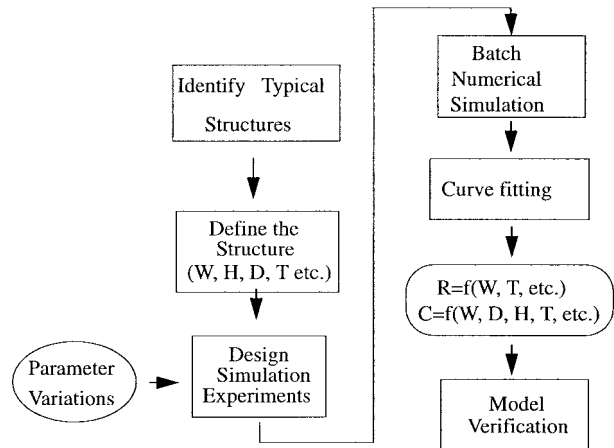 Identify Typical
Structures
Define the
Structure
(W, H, D, T etc.)
Parameter
Variations
Design
Simulation
Experiments
Batch
Numerical
Simulation
Curve fitting
R=f(W, T, etc.)
C=f(W, D, H, T, etc.)
Model
Verification